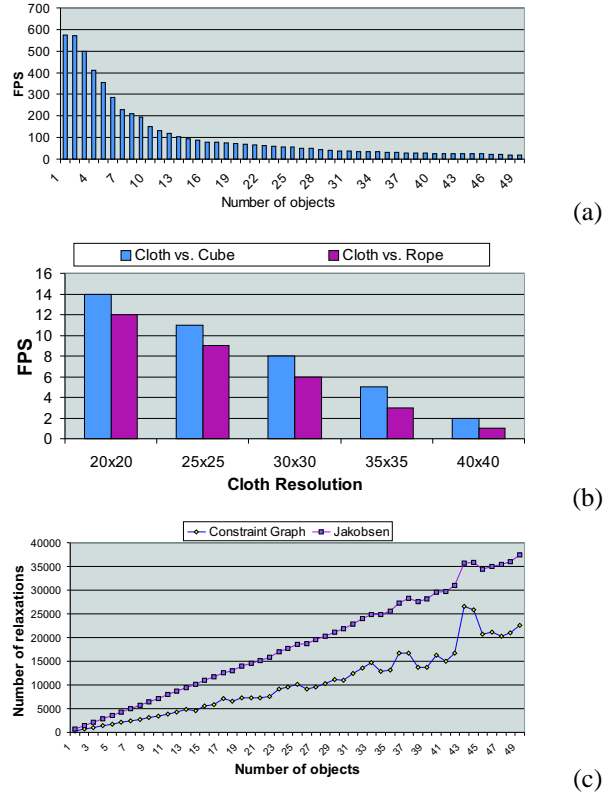 700
600
500
400
300
200
100
0
FPS
1 4 7 10 13 16 19 22 25 28 31 34 37 40 43 46 49
Number of objects
(a)
Cloth vs. Cube Cloth vs. Rope
16
14
12
10
8
6
4
2
0
FPS
20x20 25x25 30x30 35x35 40x40
Cloth Resolution
(b)
Constraint Graph Jakobsen
40000
35000
30000
25000
20000
15000
10000
5000
0
Number of relaxations
1 3 5 7 9 11 13 15 17 19 21 23 25 27 29 31 33 35 37 39 41 43 45 47 49
Number of objects
(c)